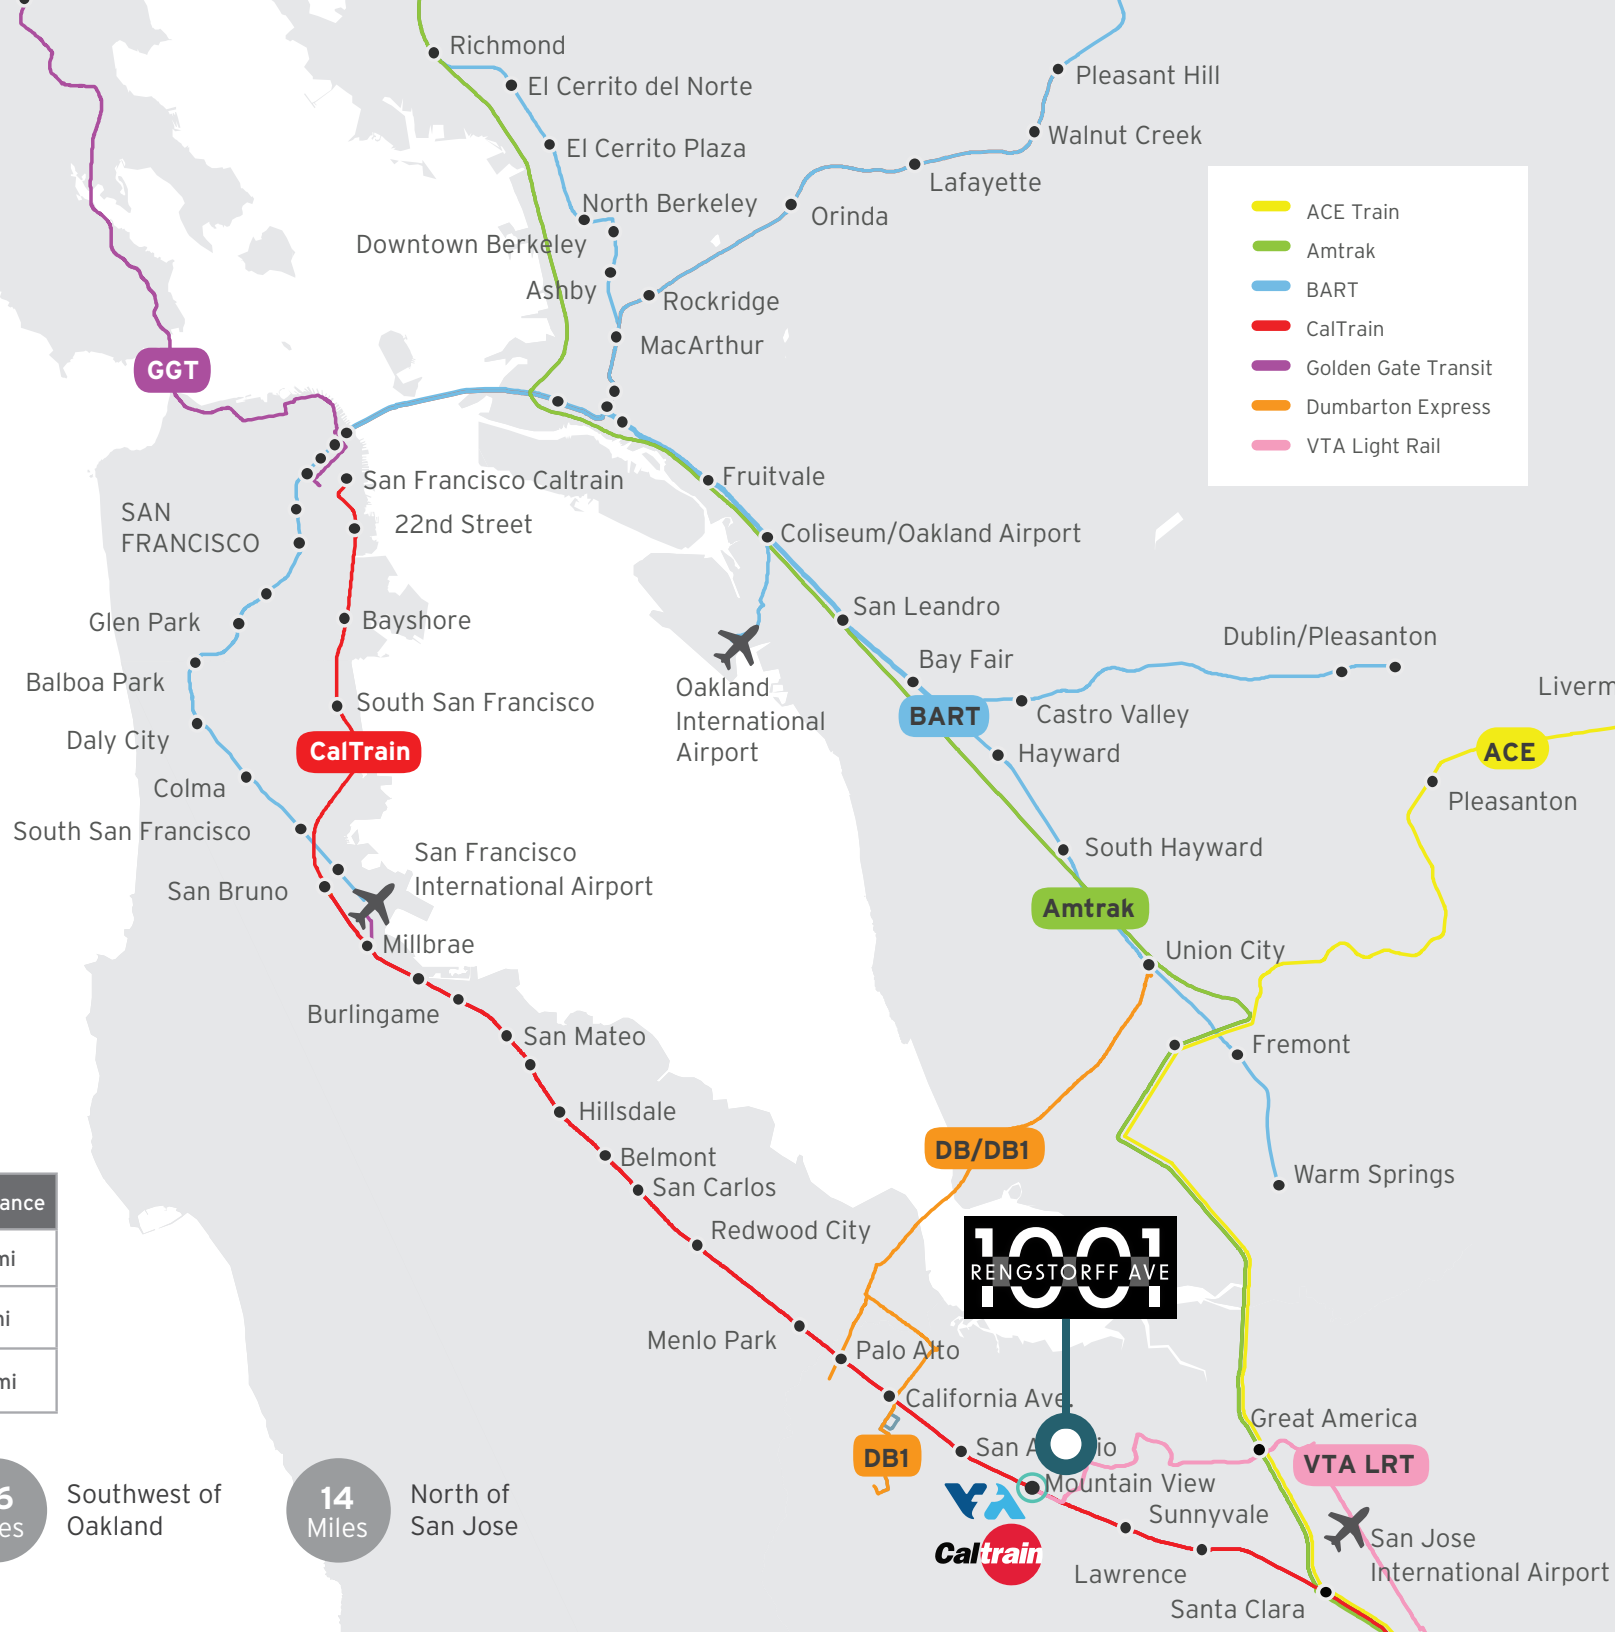 Richmond
El Cerrito del Norte
El Cerrito Plaza
North Berkeley
Downtown Berkeley
Ashby
Rockridge
MacArthur
Orinda
Lafayette
Walnut Creek
Pleasant Hill
ACE Train
Amtrak
BART
CalTrain
Golden Gate Transit
Dumbarton Express
VTA Light Rail
GGT
San Francisco Caltrain
22nd Street
SAN
FRANCISCO
Fruitvale
Coliseum/Oakland Airport
San Leandro
Bay Fair
Dublin/Pleasanton
Castro Valley
BART
Hayward
ACE
Pleasanton
Glen Park
Bayshore
Balboa Park
South San Francisco
Daly City
CalTrain
Colma
South San Francisco
Oakland
International
Airport
San Francisco
International Airport
San Bruno
Millbrae
South Hayward
Amtrak
Union City
Fremont
Warm Springs
Burlingame
San Mateo
Hillsdale
Belmont
San Carlos
Redwood City
DB/DB1
1001
RENGSTORFF AVE
Menlo Park
Palo Alto
California Ave.
DB1
Mountain View
Great America
VTA LRT
Sunnyvale
Lawrence
Santa Clara
San Jose
International Airport
VTA
Caltrain
mi
mi
Southwest of
Oakland
14
Miles
North of
San Jose